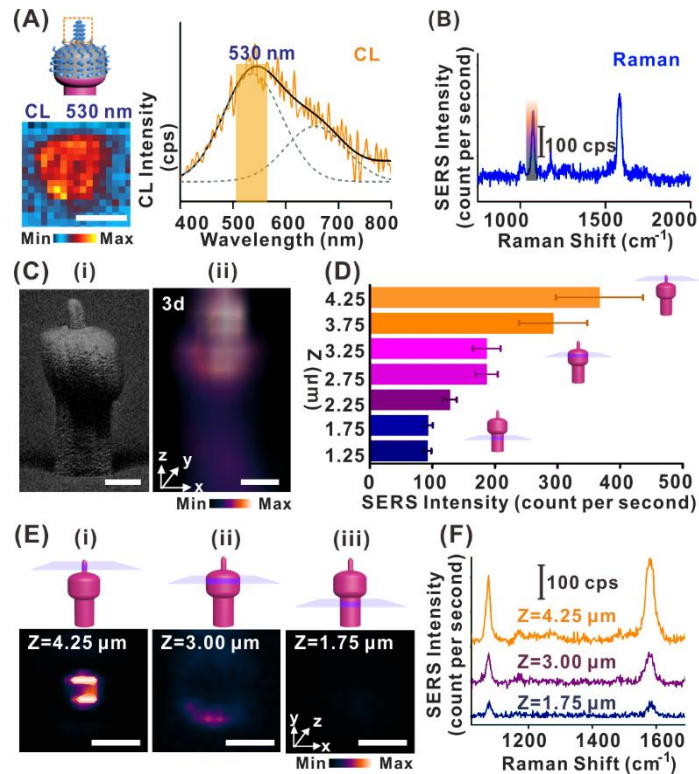 (A)
CL 530 nm
Min Max
530 nm
CL
CL Intensity
(cps)
400 500 600 700 800
Wavelength (nm)
(B)
Raman
100 cps
SERS Intensity
(count per second)
1000 1500 2000
Raman Shift (cm-1)
(C) (i) (ii)
3d
z
y
x
Min Max
(D)
4.25
3.75
3.25
2.75
2.25
1.75
1.25
Z
(µm)
0 100 200 300 400 500
SERS Intensity (count per second)
(E) (i) (ii) (iii)
Z=4.25 µm Z=3.00 µm Z=1.75 µm
y
z
x
Min Max
(F)
100 cps
Z=4.25 µm
Z=3.00 µm
Z=1.75 µm
SERS Intensity
(count per second)
1200 1400 1600
Raman Shift (cm-1)